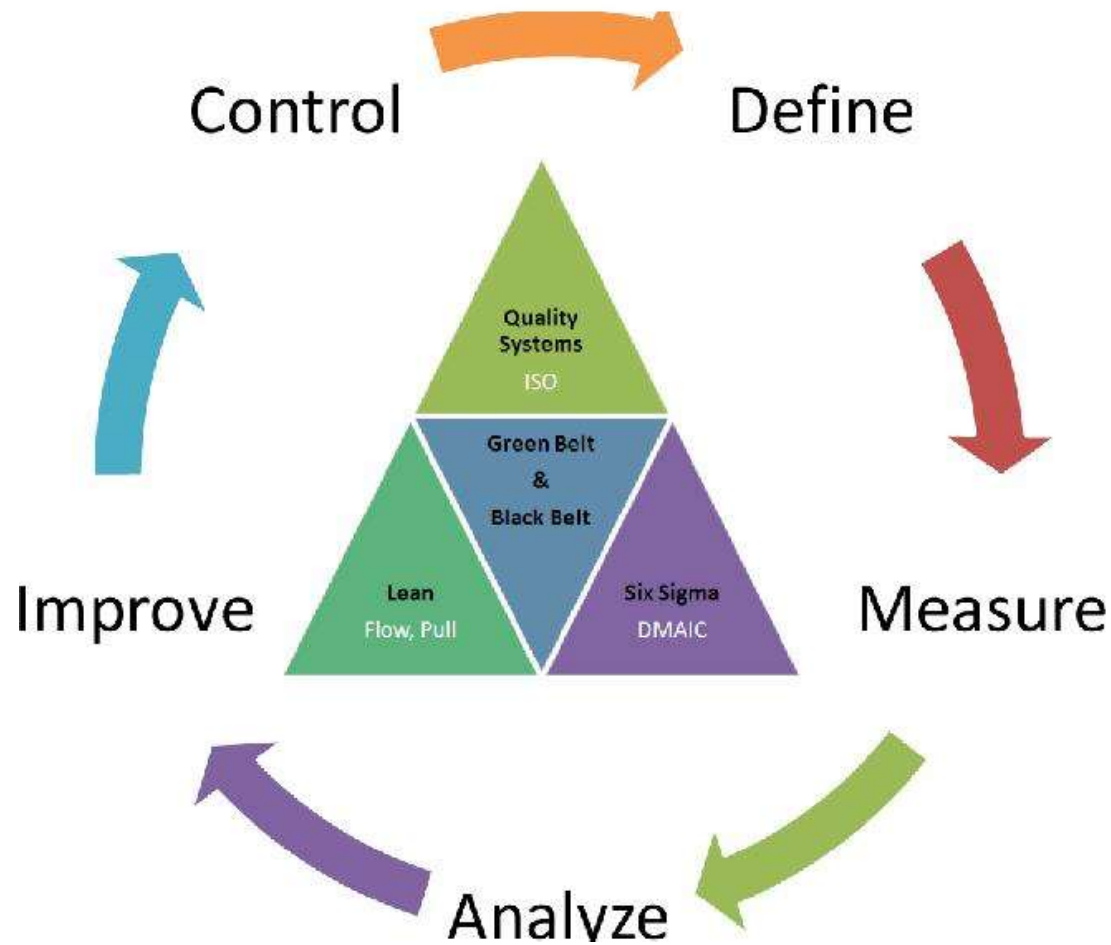 Control
Define
Quality
Systems
ISO
Green Belt
&
Black Belt
Lean
Flow, Pull
Six Sigma
DMAIC
Improve
Measure
Analyze